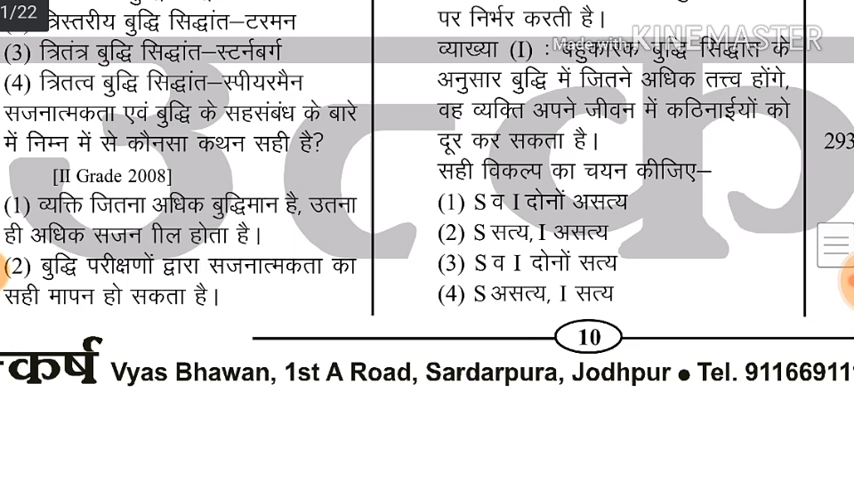 1/22
त्रिस्तरीय बुद्धि सिद्धांत–टरमन
(3) त्रितंत्र बुद्धि सिद्धांत–स्टर्नबर्ग
(4) त्रितत्व बुद्धि सिद्धांत–स्पीयरमैन
सजनात्मकता एवं बुद्धि के सहसंबंध के बारे
में निम्न में से कौनसा कथन सही है?
[II Grade 2008]
(1) व्यक्ति जितना अधिक बुद्धिमान है, उतना
ही अधिक सजन ाील होता है।
(2) बुद्धि परीक्षणों द्वारा सजनात्मकता का
सही मापन हो सकता है।
पर निर्भर करती है।
Made with KINEMASTER
व्याख्या (I) : बहुकारक बुद्धि सिद्धांत के
अनुसार बुद्धि में जितने अधिक तत्त्व होंगे,
वह व्यक्ति अपने जीवन में कठिनाईयों को
दूर कर सकता है।
सही विकल्प का चयन कीजिए–
(1) S व I दोनों असत्य
(2) S सत्य, I असत्य
(3) S व I दोनों सत्य
(4) S असत्य, I सत्य
293
10
त्कर्ष Vyas Bhawan, 1st A Road, Sardarpura, Jodhpur ● Tel. 91166911